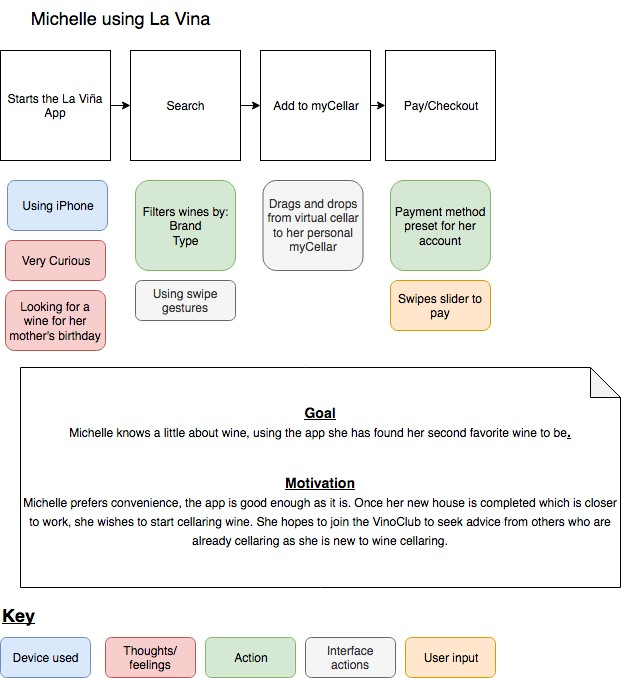 Michelle using La Vina
Starts the La Viña
App
Search
Add to myCellar
Pay/Checkout
Using iPhone
Very Curious
Looking for a
wine for her
mother's birthday
Filters wines by:
Brand
Type
Using swipe
gestures
Drags and drops
from virtual cellar
to her personal
myCellar
Payment method
preset for her
account
Swipes slider to
pay
Goal
Michelle knows a little about wine, using the app she has found her second favorite wine to be.
Motivation
Michelle prefers convenience, the app is good enough as it is. Once her new house is completed which is closer
to work, she wishes to start cellaring wine. She hopes to join the VinoClub to seek advice from others who are
already cellaring as she is new to wine cellaring.
Key
Device used
Thoughts/
feelings
Action
Interface
actions
User input